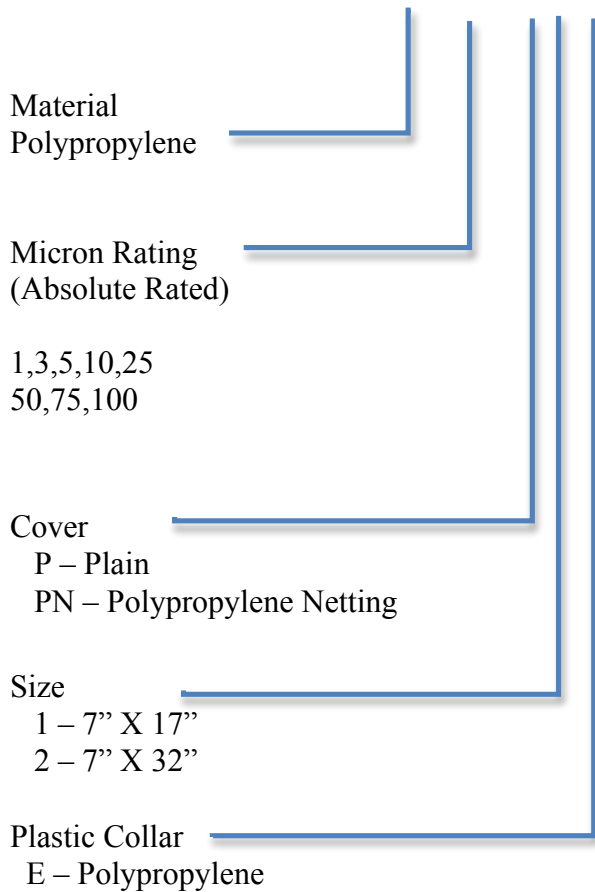 Material
Polypropylene
Micron Rating
(Absolute Rated)
1,3,5,10,25
50,75,100
Cover
P – Plain
PN – Polypropylene Netting
Size
1 – 7” X 17”
2 – 7” X 32”
Plastic Collar
E – Polypropylene